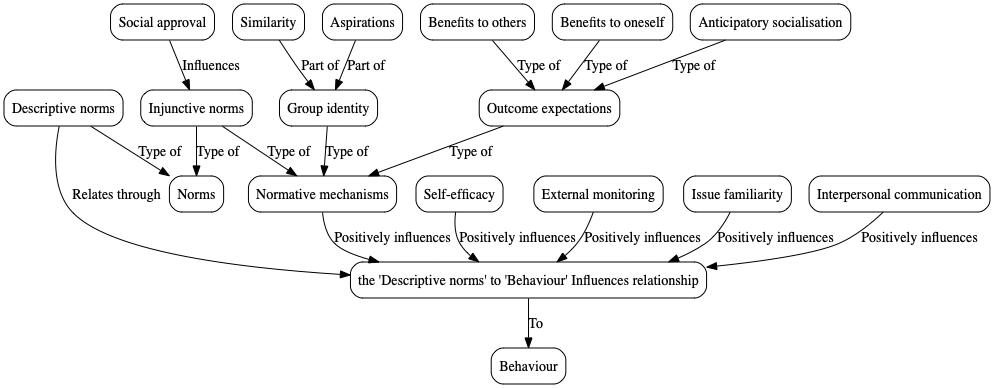 Social approval
Similarity
Aspirations
Benefits to others
Benefits to oneself
Anticipatory socialisation
Influences
Part of
Part of
Type of
Type of
Type of
Descriptive norms
Injunctive norms
Group identity
Outcome expectations
Type of
Type of
Type of
Type of
Type of
Relates through
Norms
Normative mechanisms
Self-efficacy
External monitoring
Issue familiarity
Interpersonal communication
Positively influences
Positively influences
Positively influences
Positively influences
Positively influences
the 'Descriptive norms' to 'Behaviour' Influences relationship
To
Behaviour